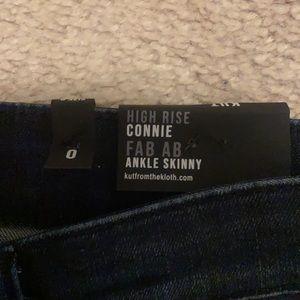 HIGH RISE
CONNIE
FAB AB
ANKLE SKINNY
kutfromthekloth.com
0